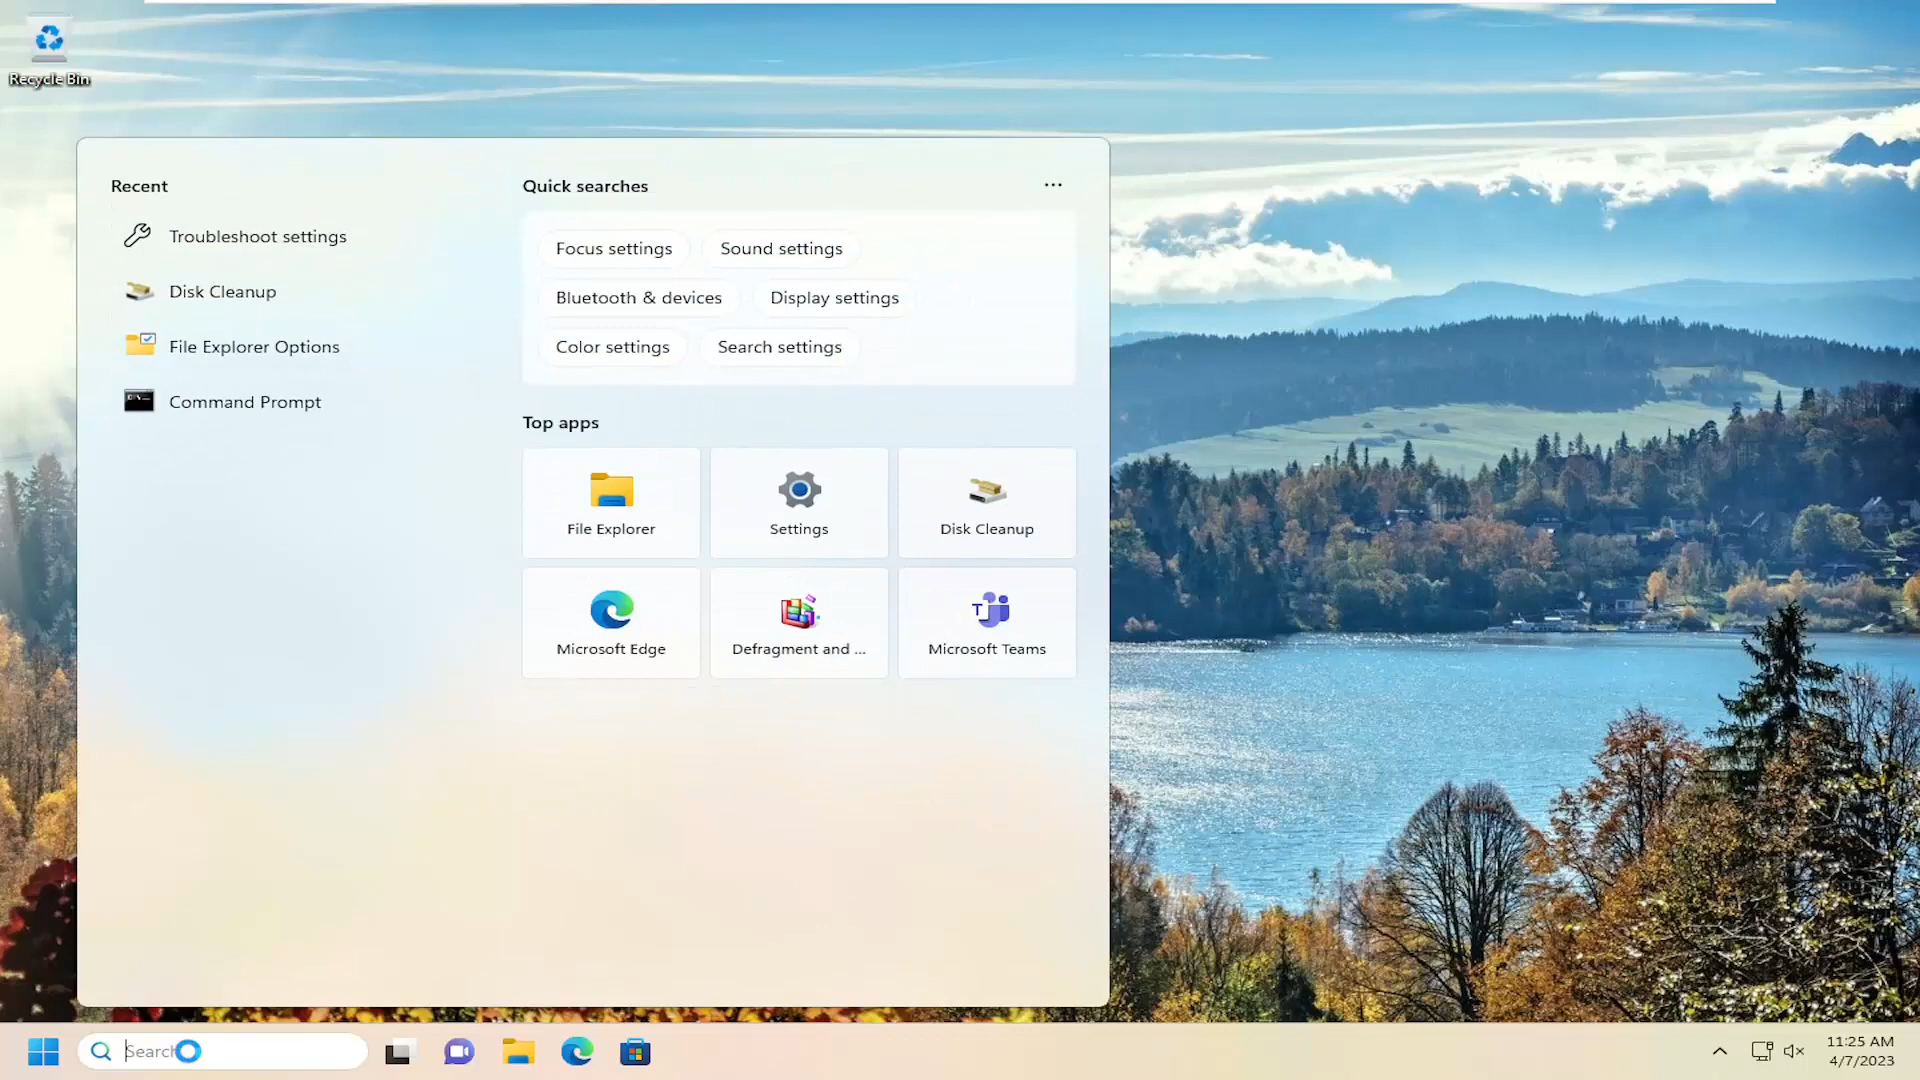 Recycle Bin
Recent
Troubleshoot settings
Disk Cleanup
File Explorer Options
Command Prompt
Quick searches
Focus settings
Sound settings
Bluetooth & devices
Display settings
Color settings
Search settings
Top apps
File Explorer
Settings
Disk Cleanup
Microsoft Edge
Defragment and ...
Microsoft Teams
Search
11:25 AM
4/7/2023